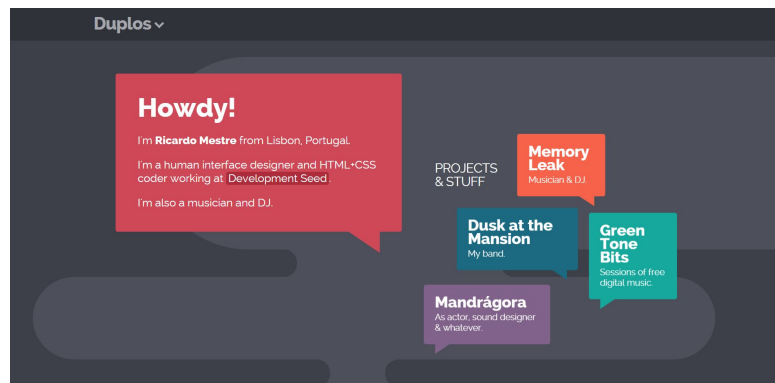 Duplos
Howdy!
I'm Ricardo Mestre from Lisbon, Portugal.
I'm a human interface designer and HTML+CSS
coder working at Development Seed.
I'm also a musician and DJ.
PROJECTS
& STUFF
Memory
Leak
Musician & DJ.
Dusk at the
Mansion
My band.
Green
Tone
Bits
Sessions of free
digital music.
Mandrágora
As actor, sound designer
& whatever.